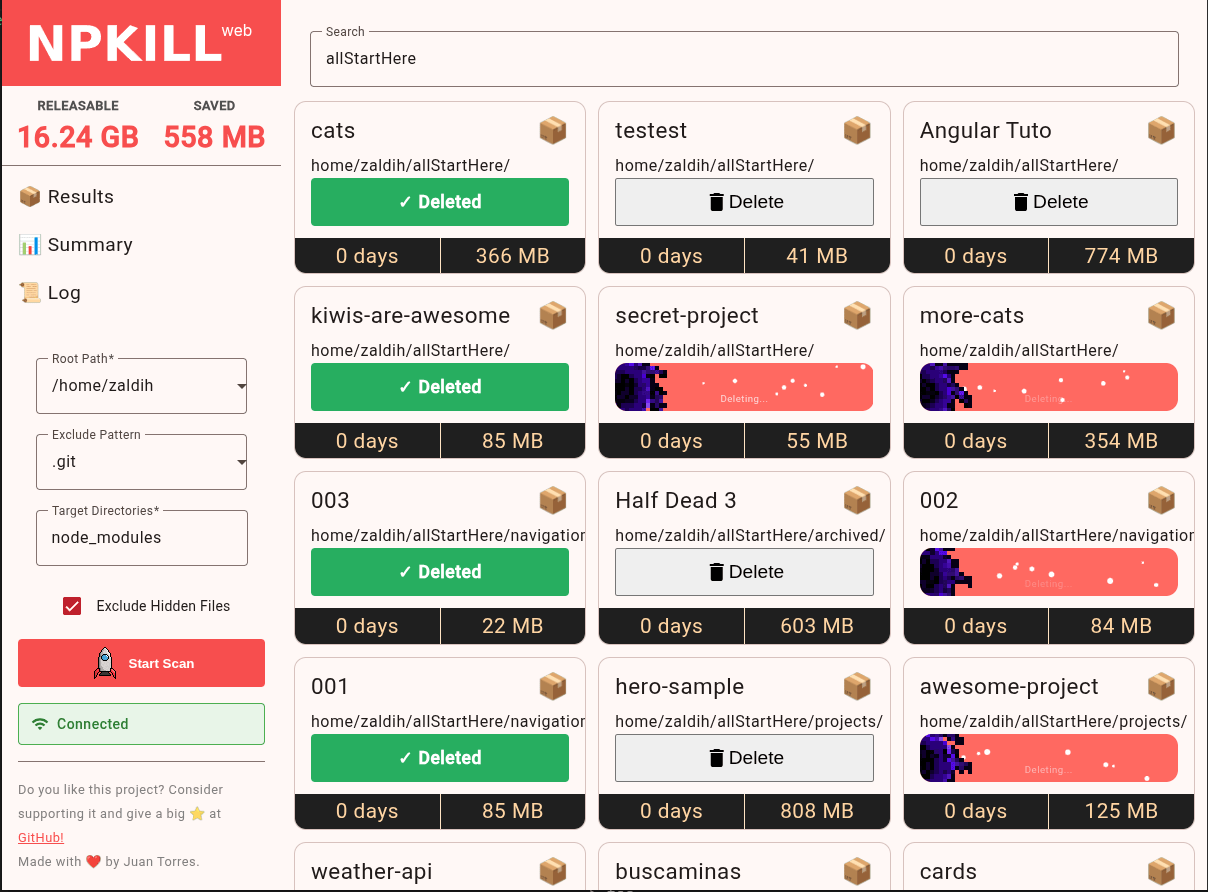 NPKILL web
RELEASABLE SAVED
16.24 GB 558 MB
Results
Summary
Log
Root Path*
/home/zaldih
Exclude Pattern
.git
Target Directories*
node_modules
Exclude Hidden Files
Start Scan
Connected
Do you like this project? Consider
supporting it and give a big ⭐ at
GitHub!
Made with ❤️ by Juan Torres.
Search
allStartHere
cats
home/zaldih/allStartHere/
✓ Deleted
0 days 366 MB
testest
home/zaldih/allStartHere/
Delete
0 days 41 MB
Angular Tuto
home/zaldih/allStartHere/
Delete
0 days 774 MB
kiwis-are-awesome
home/zaldih/allStartHere/
✓ Deleted
0 days 85 MB
secret-project
home/zaldih/allStartHere/
Deleting...
0 days 55 MB
more-cats
home/zaldih/allStartHere/
Deleting...
0 days 354 MB
003
home/zaldih/allStartHere/navigation
✓ Deleted
0 days 22 MB
Half Dead 3
home/zaldih/allStartHere/archived/
Delete
0 days 603 MB
002
home/zaldih/allStartHere/navigation
Deleting...
0 days 84 MB
001
home/zaldih/allStartHere/navigation
✓ Deleted
0 days 85 MB
hero-sample
home/zaldih/allStartHere/projects/
Delete
0 days 808 MB
awesome-project
home/zaldih/allStartHere/projects/
Deleting...
0 days 125 MB
weather-api
buscaminas
cards